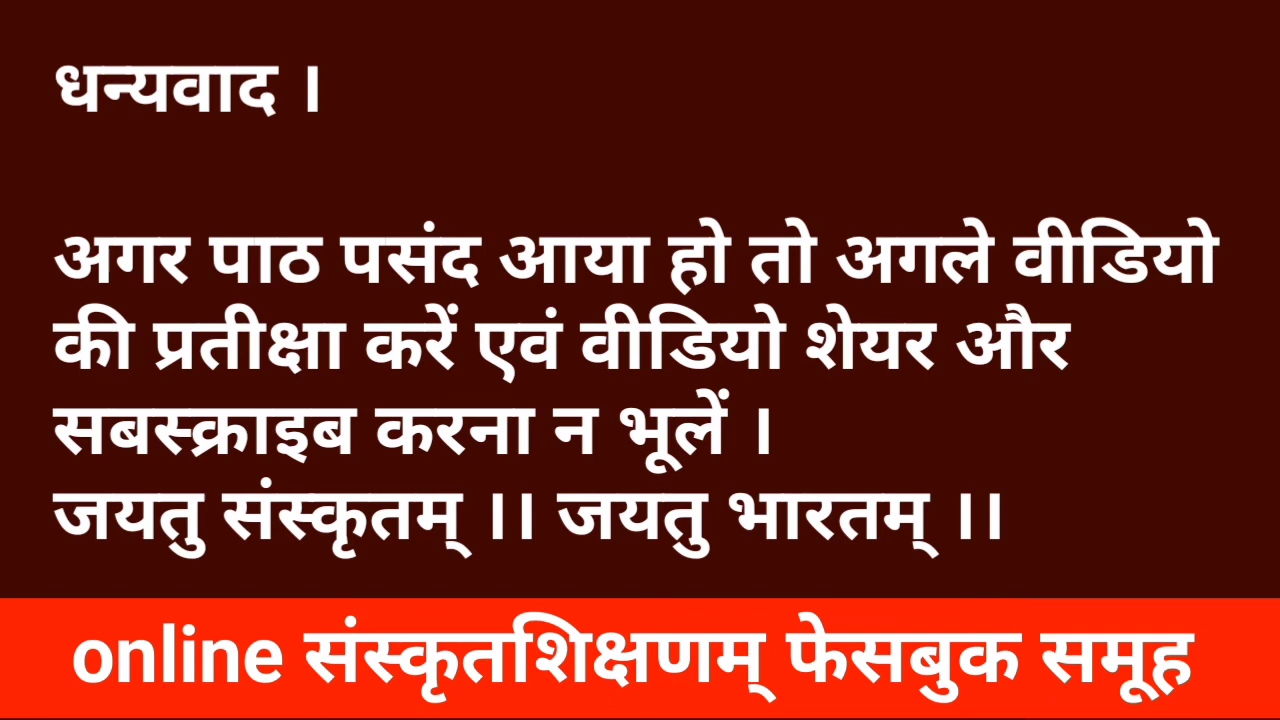 धन्यवाद ।
अगर पाठ पसंद आया हो तो अगले वीडियो
की प्रतीक्षा करें एवं वीडियो शेयर और
सबस्क्राइब करना न भूलें ।
जयतु संस्कृतम् ।। जयतु भारतम् ।।
online संस्कृतशिक्षणम् फेसबुक समूह